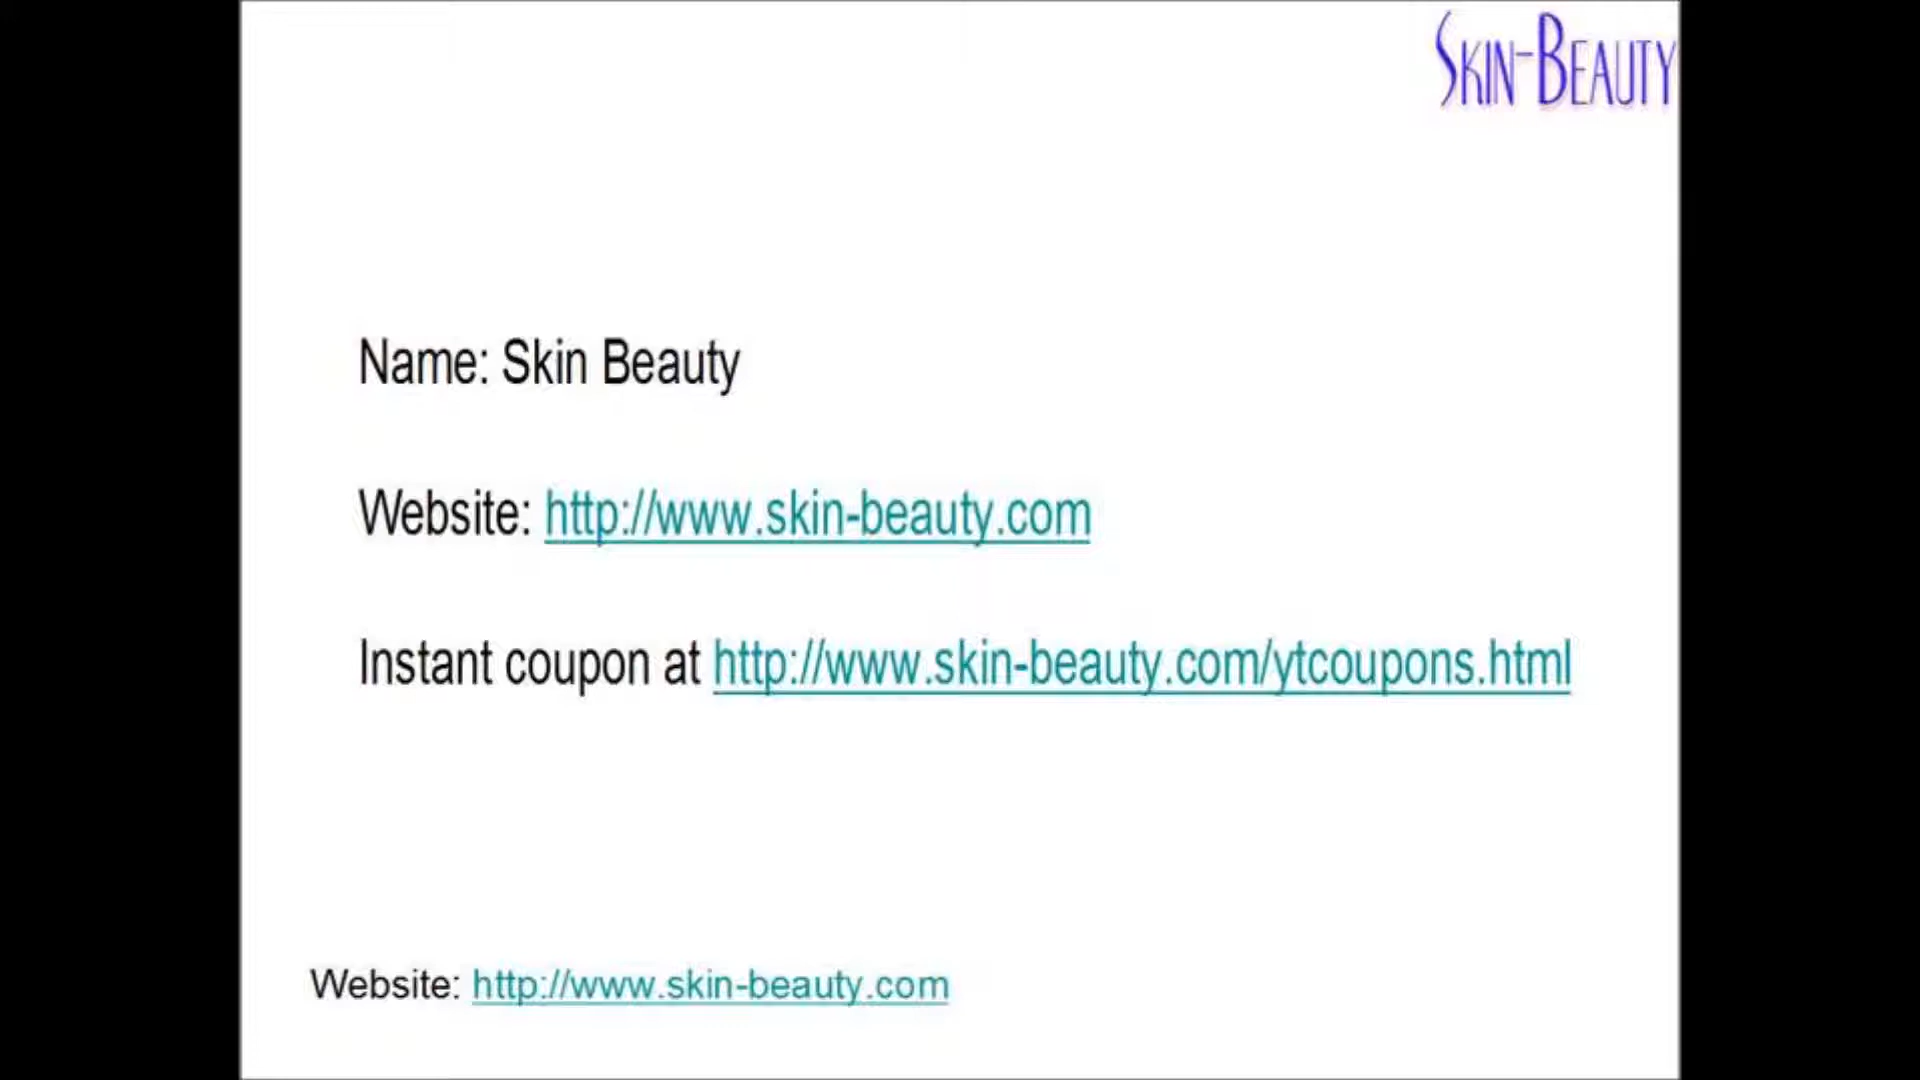 SKIN-BEAUTY
Name: Skin Beauty
Website: http://www.skin-beauty.com
Instant coupon at http://www.skin-beauty.com/ytcoupons.html
Website: http://www.skin-beauty.com